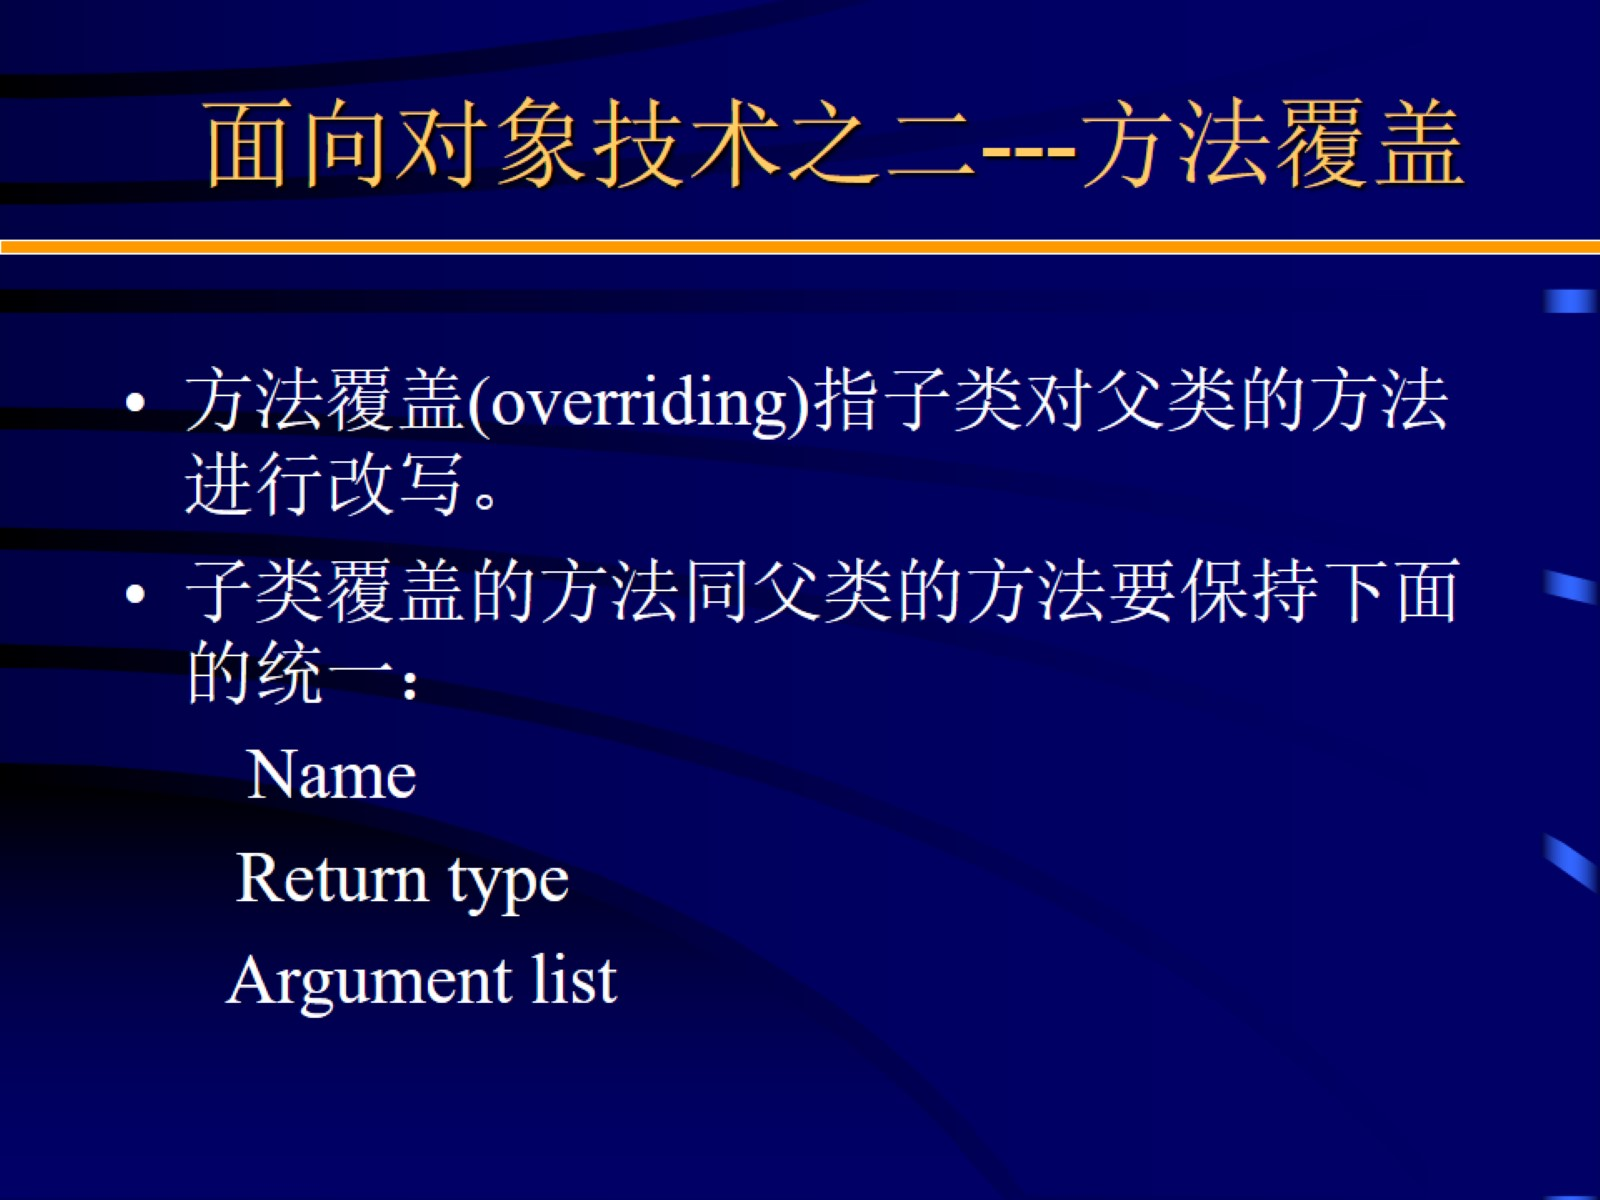 面向对象技术之二---方法覆盖
• 方法覆盖(overriding)指子类对父类的方法
进行改写。
• 子类覆盖的方法同父类的方法要保持下面
的统一：
Name
Return type
Argument list